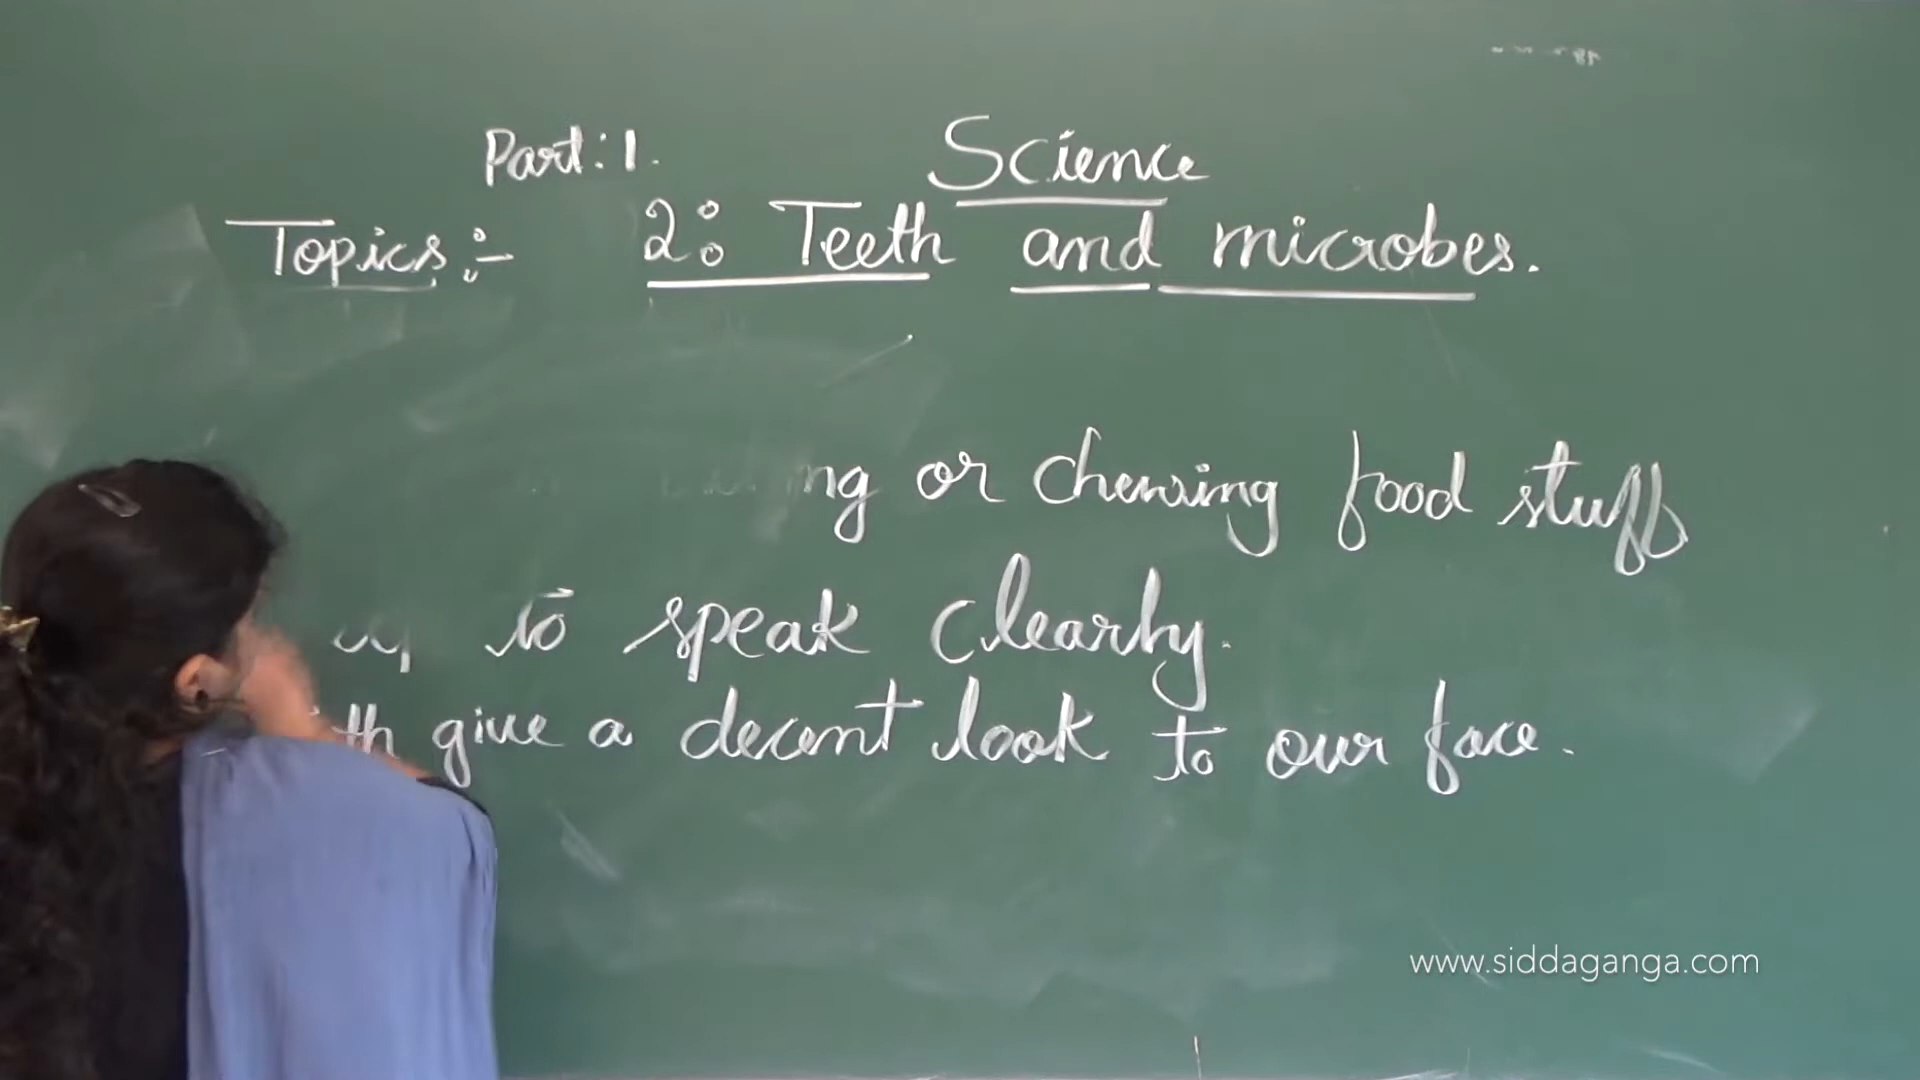 Part: 1. Science
Topics :- 2: Teeth and microbes.
ng or chewing food stuff
to speak clearly.
th give a decent look to our face.
www.siddaganga.com